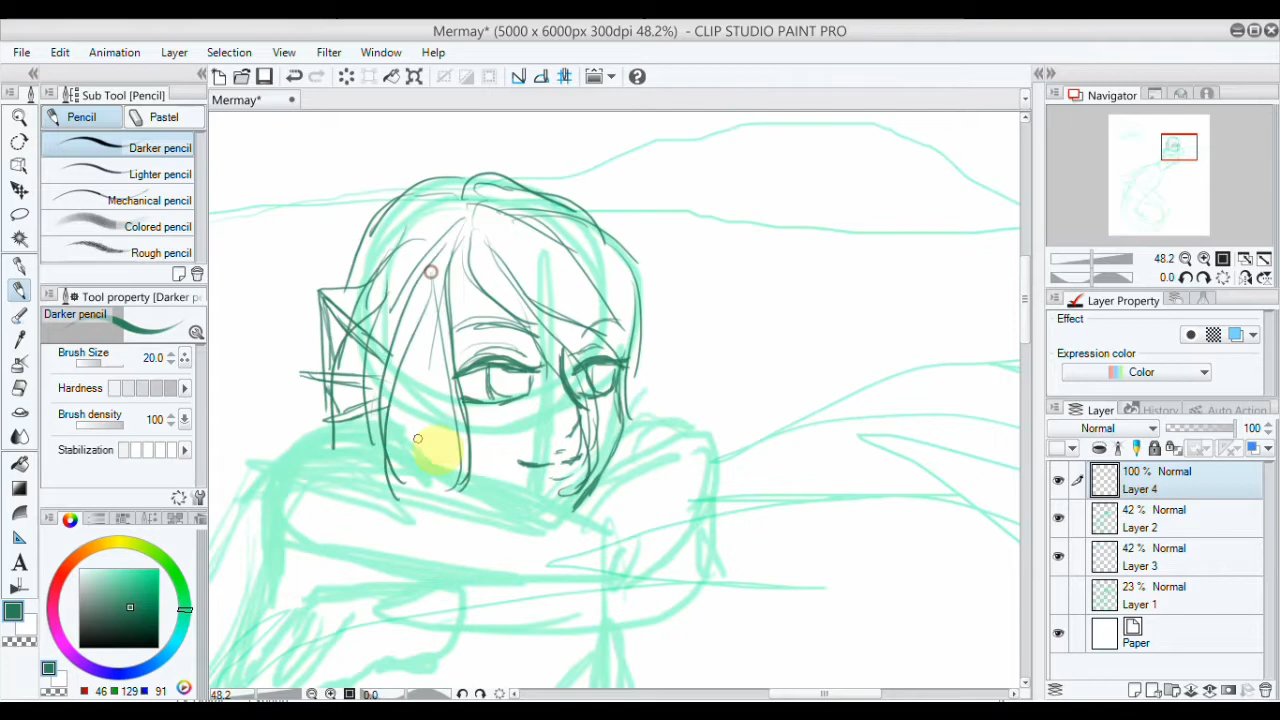 Mermay* (5000 x 6000px 300dpi 48.2%) - CLIP STUDIO PAINT PRO
File Edit Animation Layer Selection View Filter Window Help
Sub Tool [Pencil]
Mermay*
Navigator
Pencil Pastel
Darker pencil
Lighter pencil
Mechanical pencil
Colored pencil
Rough pencil
Tool property [Darker pe
Darker pencil
Brush Size 20.0
Hardness
Brush density 100
Stabilization
46 129 91
48.2 0.0
48.2
0.0
Layer Property
Effect
Expression color
Color
Layer History Auto Action
Normal 100
100 % Normal
Layer 4
42 % Normal
Layer 2
42 % Normal
Layer 3
23 % Normal
Layer 1
Paper